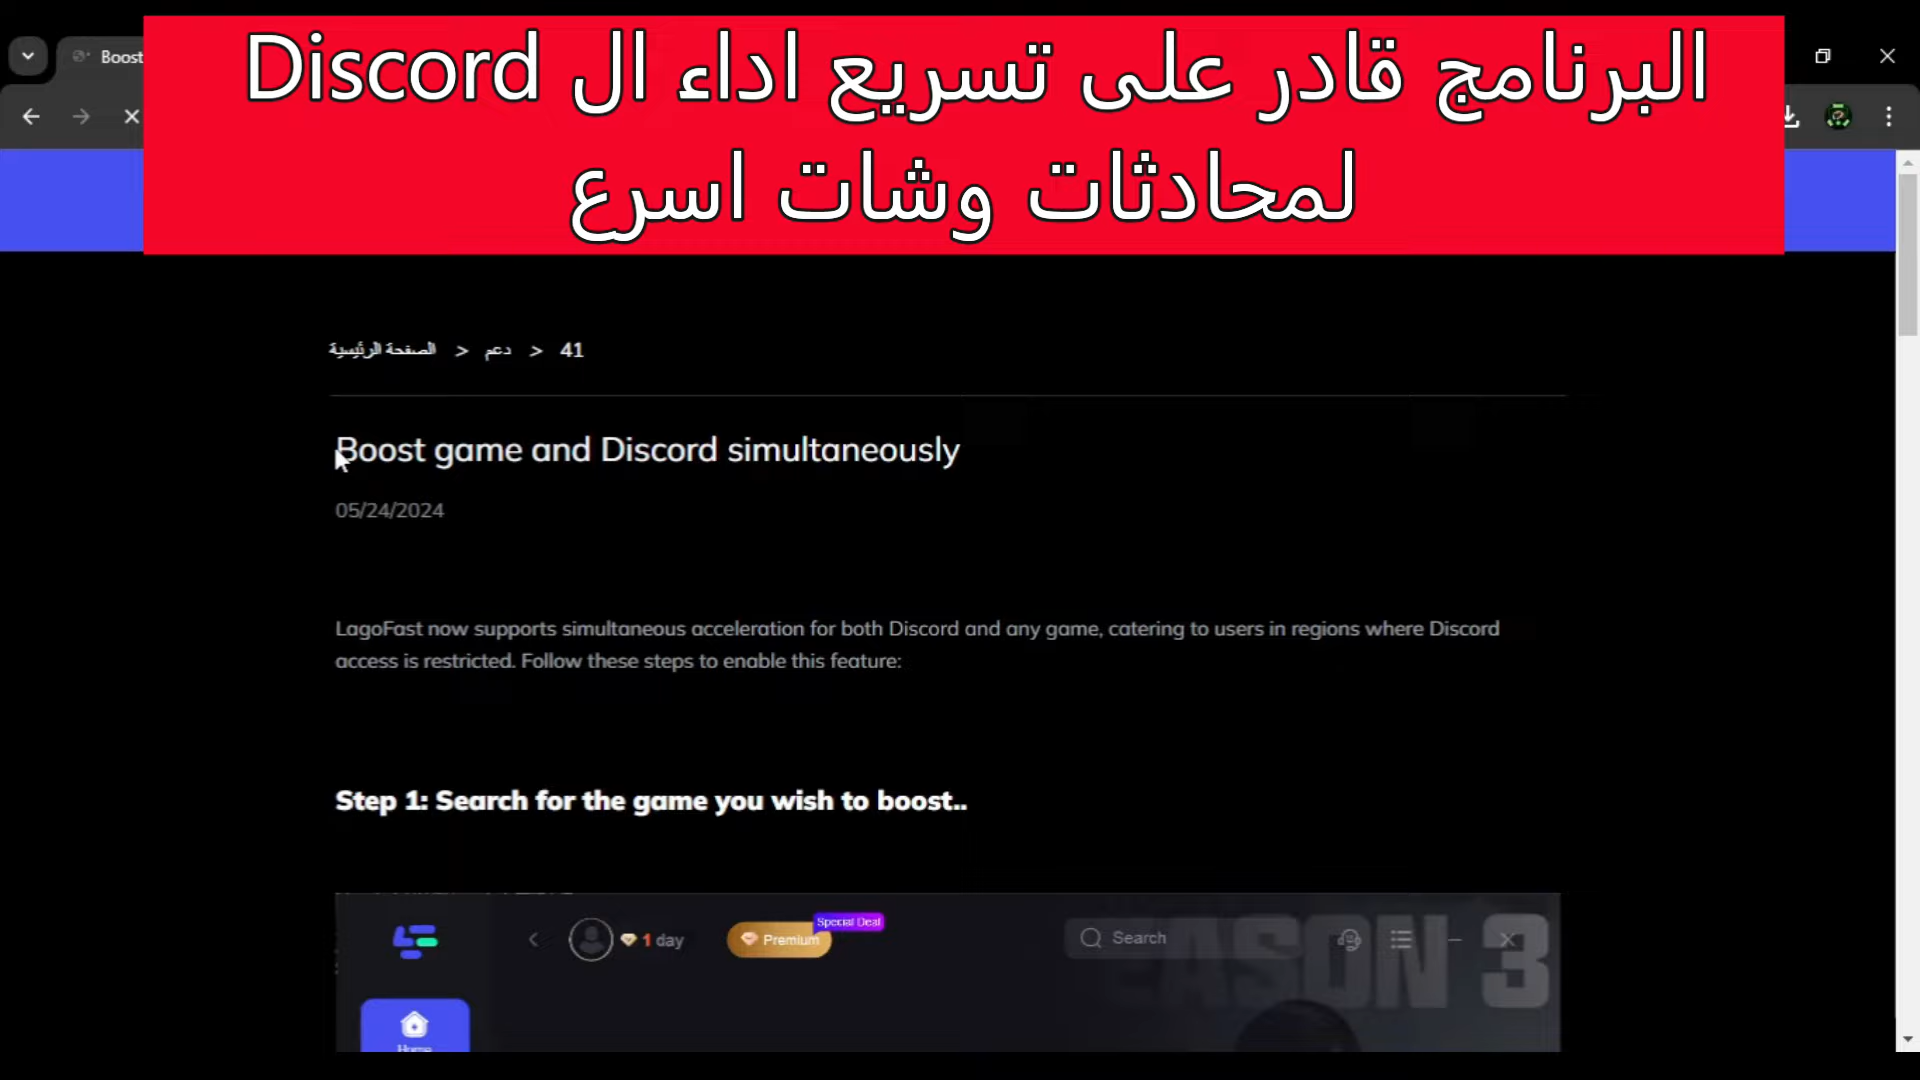 البرنامج قادر على تسريع اداء ال Discord
لمحادثات وشات اسرع
Boost
الصفحة الرئيسية > دعم > 41
Boost game and Discord simultaneously
05/24/2024
LagoFast now supports simultaneous acceleration for both Discord and any game, catering to users in regions where Discord
access is restricted. Follow these steps to enable this feature:
Step 1: Search for the game you wish to boost..
1 day
Premium
Special Deal
Search
EASON 3
Home